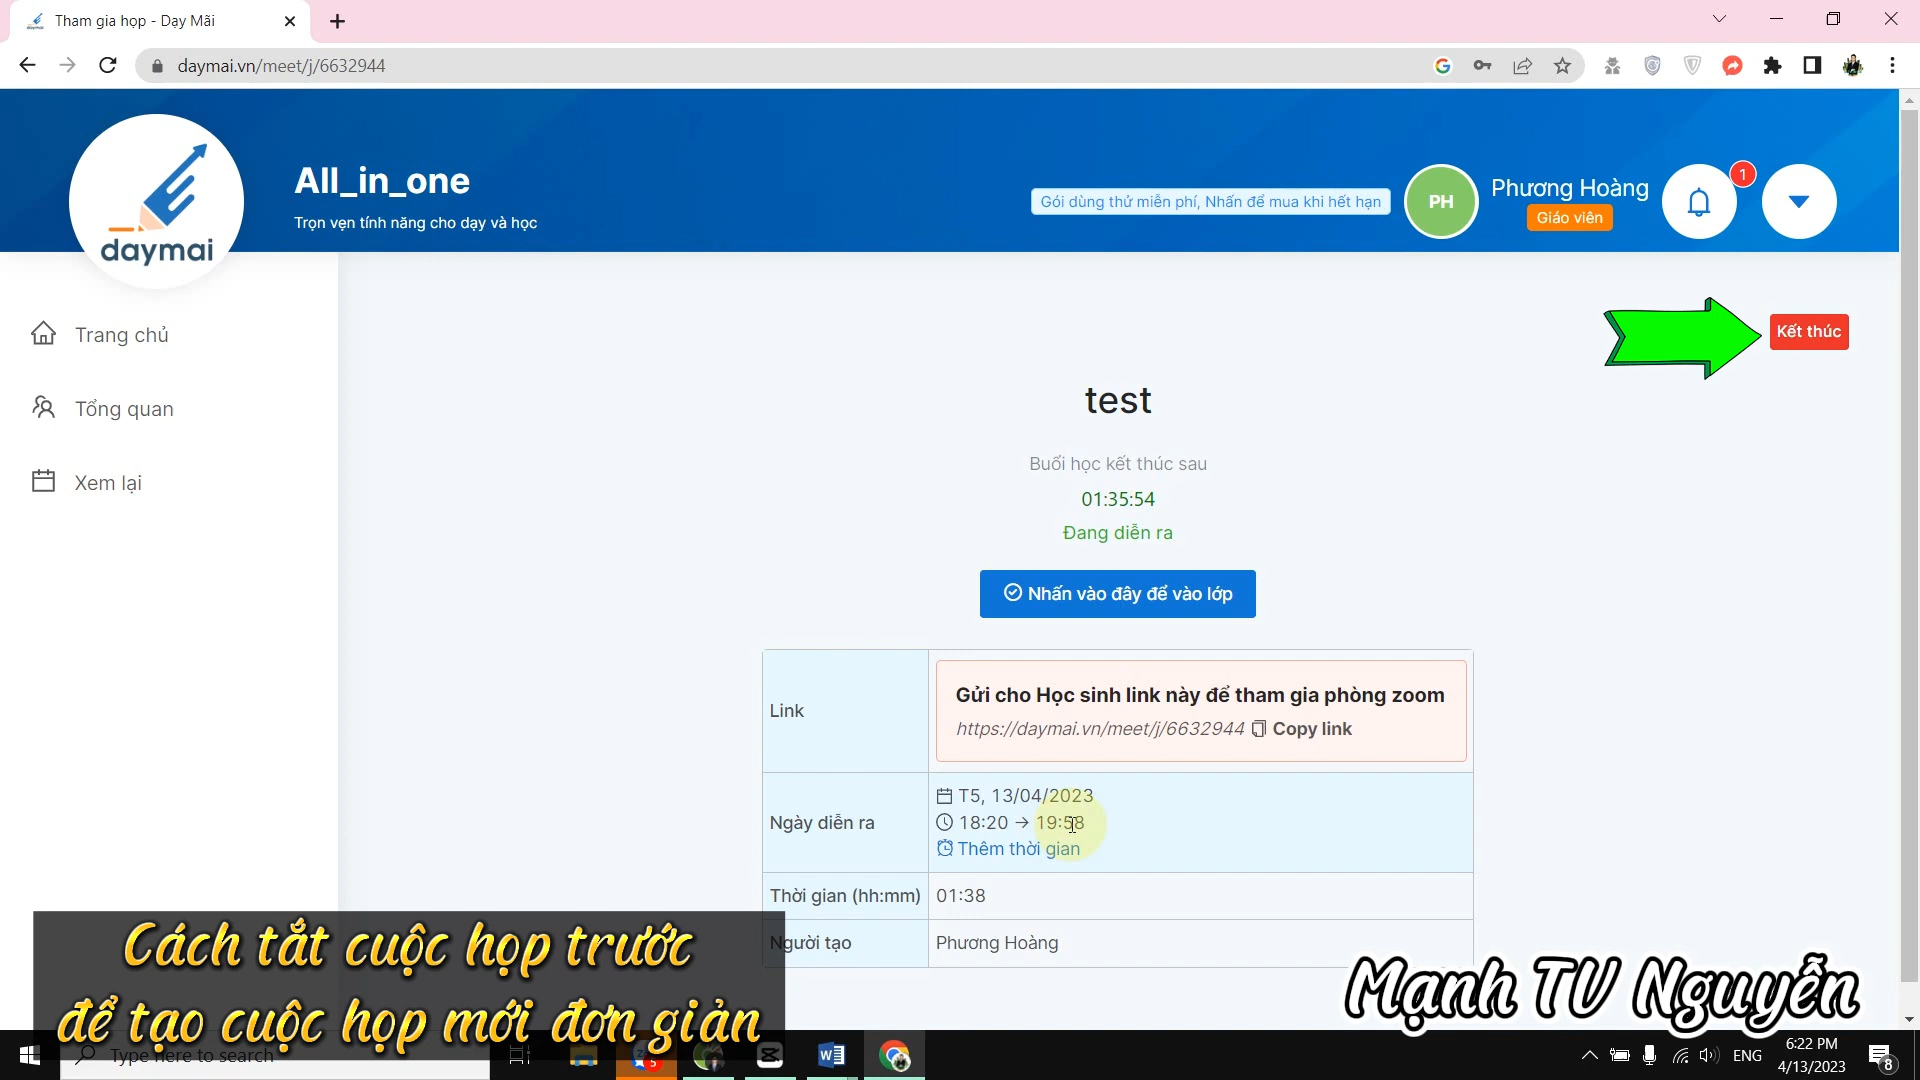 Tham gia họp - Dạy Mãi
daymai.vn/meet/j/6632944
daymai
All_in_one
Trọn vẹn tính năng cho dạy và học
Gói dùng thử miễn phí, Nhấn để mua khi hết hạn
PH
Phương Hoàng
Giáo viên
1
Trang chủ
Tổng quan
Xem lại
Kết thúc
test
Buổi học kết thúc sau
01:35:54
Đang diễn ra
Nhấn vào đây để vào lớp
Link
Gửi cho Học sinh link này để tham gia phòng zoom
https://daymai.vn/meet/j/6632944 Copy link
Ngày diễn ra
T5, 13/04/2023
18:20 → 19:58
Thêm thời gian
Thời gian (hh:mm)
01:38
Người tạo
Phương Hoàng
Cách tắt cuộc họp trước
để tạo cuộc họp mới đơn giản
Mạnh TV Nguyễn
Type here to search
5
ENG
6:22 PM
4/13/2023
8